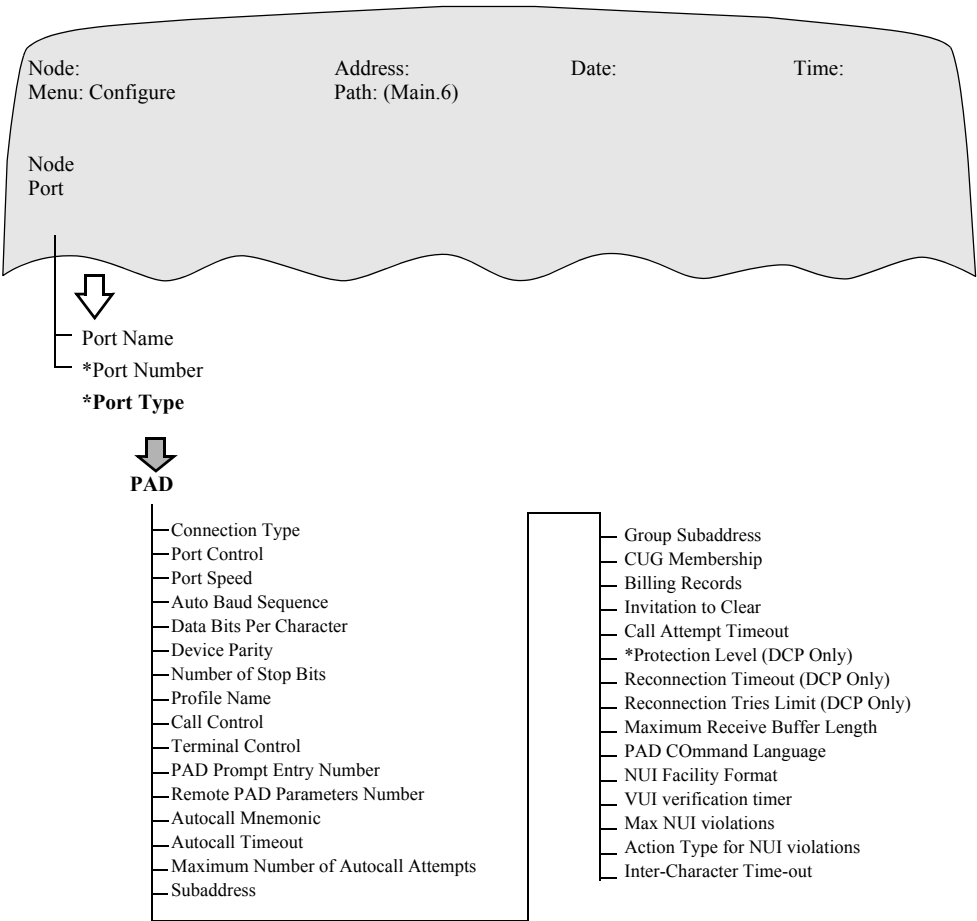 Node: Address: Date: Time:
Menu: Configure Path: (Main.6)
Node
Port
Port Name
*Port Number
*Port Type
PAD
Connection Type
Port Control
Port Speed
Auto Baud Sequence
Data Bits Per Character
Device Parity
Number of Stop Bits
Profile Name
Call Control
Terminal Control
PAD Prompt Entry Number
Remote PAD Parameters Number
Autocall Mnemonic
Autocall Timeout
Maximum Number of Autocall Attempts
Subaddress
Group Subaddress
CUG Membership
Billing Records
Invitation to Clear
Call Attempt Timeout
*Protection Level (DCP Only)
Reconnection Timeout (DCP Only)
Reconnection Tries Limit (DCP Only)
Maximum Receive Buffer Length
PAD COmmand Language
NUI Facility Format
VUI verification timer
Max NUI violations
Action Type for NUI violations
Inter-Character Time-out